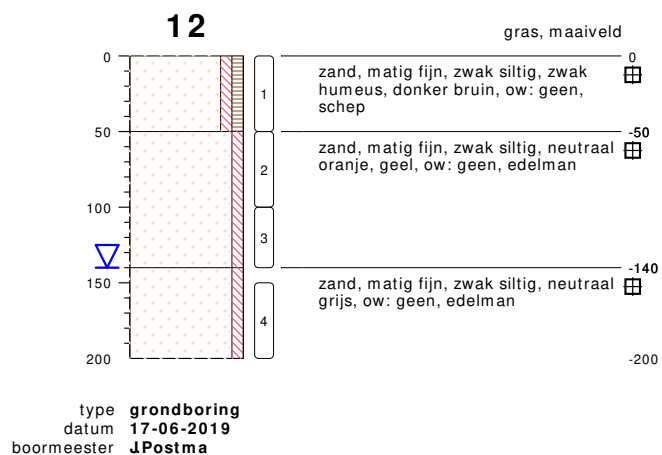 12
gras, maaiveld
0
0
1
zand, matig fijn, zwak siltig, zwak
humeus, donker bruin, ow: geen,
schep
50
-50
2
zand, matig fijn, zwak siltig, neutraal
oranje, geel, ow: geen, edelman
100
3
-140
150
4
zand, matig fijn, zwak siltig, neutraal
grijs, ow: geen, edelman
200
-200
type grondboring
datum 17-06-2019
boormeester J.Postma